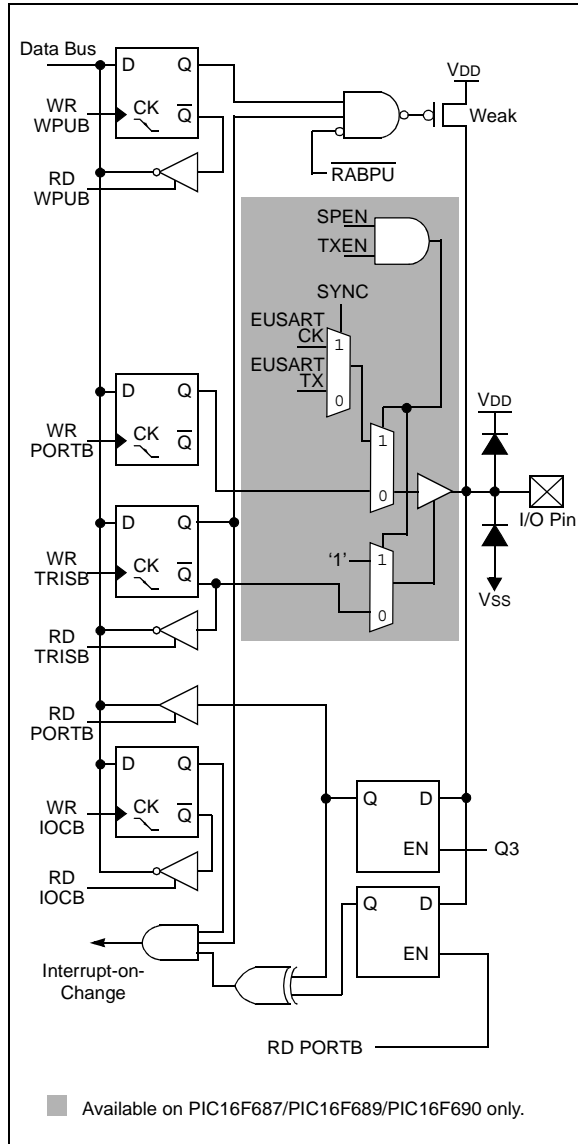 Data Bus
D Q
WR
WPUB
CK Q
RD
WPUB
VDD
Weak
RABPU
SPEN
TXEN
SYNC
EUSART
CK
1
EUSART
TX
0
D Q
WR
PORTB
CK Q
1
0
VDD
I/O Pin
D Q
WR
TRISB
CK Q
'1'
1
0
VSS
RD
TRISB
RD
PORTB
D Q
WR
IOCB
CK Q
Q D
EN
Q3
RD
IOCB
Q D
EN
Interrupt-on-
Change
RD PORTB
Available on PIC16F687/PIC16F689/PIC16F690 only.